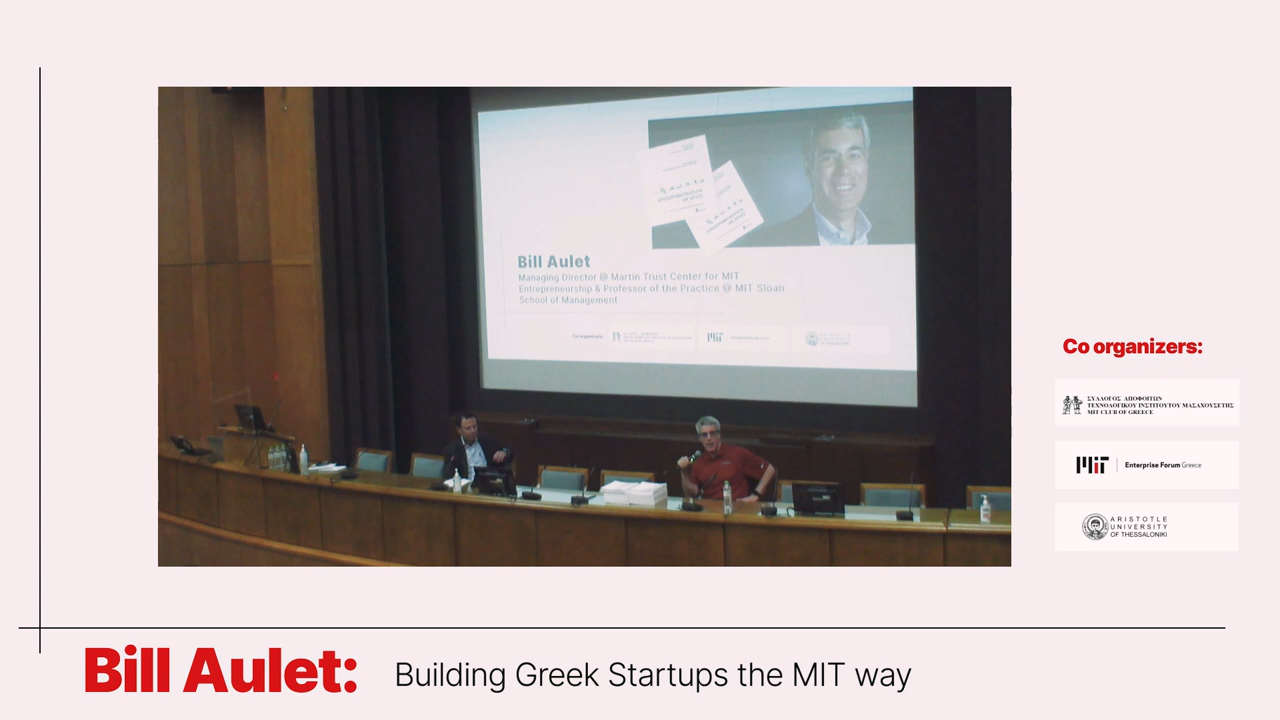 Bill Aulet
Managing Director @ Martin Trust Center for MIT
Entrepreneurship & Professor of the Practice @ MIT Sloan
School of Management
Co organizers:
ΣΥΛΛΟΓΟΣ ΑΠΟΦΟΙΤΩΝ
ΤΕΧΝΟΛΟΓΙΚΟΥ ΙΝΣΤΙΤΟΥΤΟΥ ΜΑΣΑΧΟΥΣΕΤΗΣ
MIT CLUB OF GREECE
MIT Enterprise Forum Greece
ARISTOTLE
UNIVERSITY
OF THESSALONIKI
Bill Aulet: Building Greek Startups the MIT way